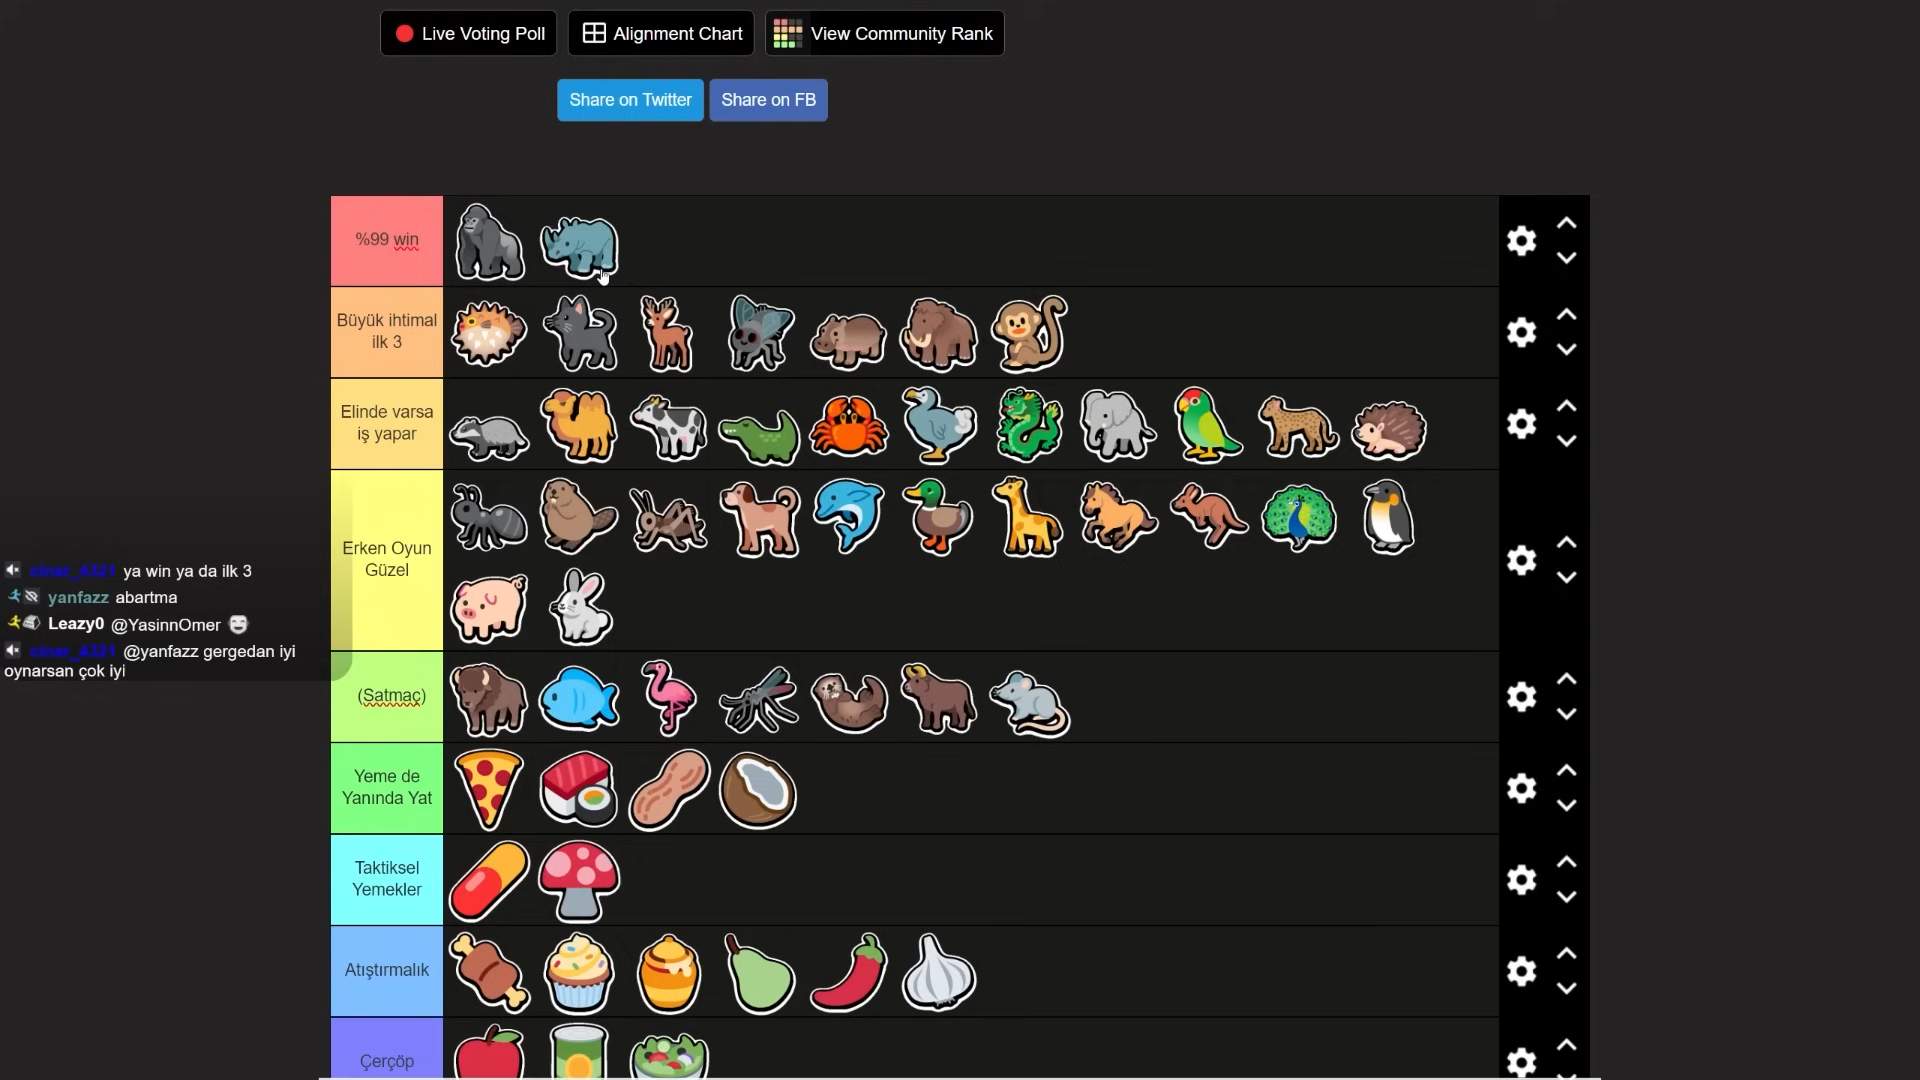 Live Voting Poll
Alignment Chart
View Community Rank
Share on Twitter
Share on FB
%99 win
Büyük ihtimal
ilk 3
Elinde varsa
iş yapar
Erken Oyun
Güzel
(Satmaç)
Yeme de
Yanında Yat
Taktiksel
Yemekler
Atıştırmalık
Çerçöp
cinar_4321 ya win ya da ilk 3
yanfazz abartma
Leazy0 @YasinnOmer
cinar_4321 @yanfazz gergedan iyi
oynarsan çok iyi